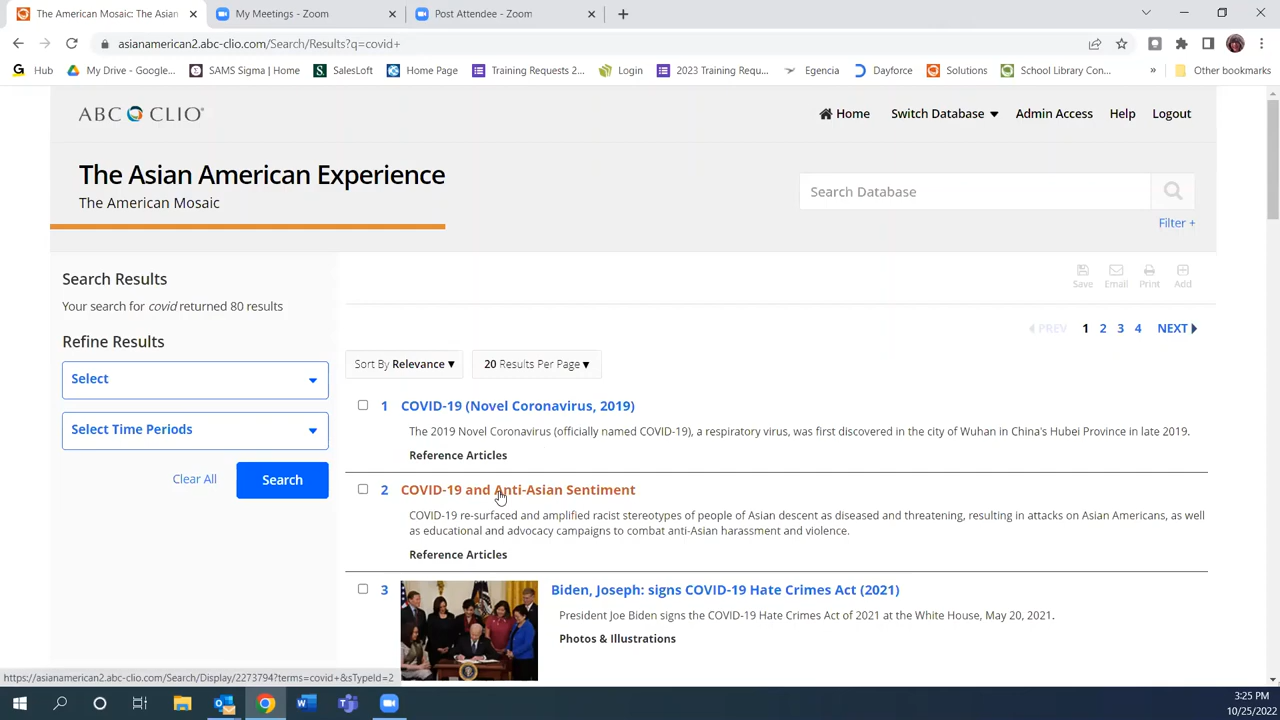 The American Mosaic: The Asian
My Meetings - Zoom
Post Attendee - Zoom
asianamerican2.abc-clio.com/Search/Results?q=covid+
Hub
My Drive - Google...
SAMS Sigma | Home
SalesLoft
Home Page
Training Requests 2...
Login
2023 Training Requ...
Egencia
Dayforce
Solutions
School Library Con...
»
Other bookmarks
ABC CLIO
Home
Switch Database
Admin Access
Help
Logout
The Asian American Experience
The American Mosaic
Search Database
Filter +
Search Results
Your search for covid returned 80 results
Refine Results
Select
Select Time Periods
Clear All
Search
Save
Email
Print
Add
PREV 1 2 3 4 NEXT
Sort By Relevance
20 Results Per Page
1 COVID-19 (Novel Coronavirus, 2019)
The 2019 Novel Coronavirus (officially named COVID-19), a respiratory virus, was first discovered in the city of Wuhan in China's Hubei Province in late 2019.
Reference Articles
2 COVID-19 and Anti-Asian Sentiment
COVID-19 re-surfaced and amplified racist stereotypes of people of Asian descent as diseased and threatening, resulting in attacks on Asian Americans, as well
as educational and advocacy campaigns to combat anti-Asian harassment and violence.
Reference Articles
3 Biden, Joseph: signs COVID-19 Hate Crimes Act (2021)
President Joe Biden signs the COVID-19 Hate Crimes Act of 2021 at the White House, May 20, 2021.
Photos & Illustrations
https://asianamerican2.abc-clio.com/Search/Display/2273794?terms=covid+&sTypeId=2
3:25 PM
10/25/2022